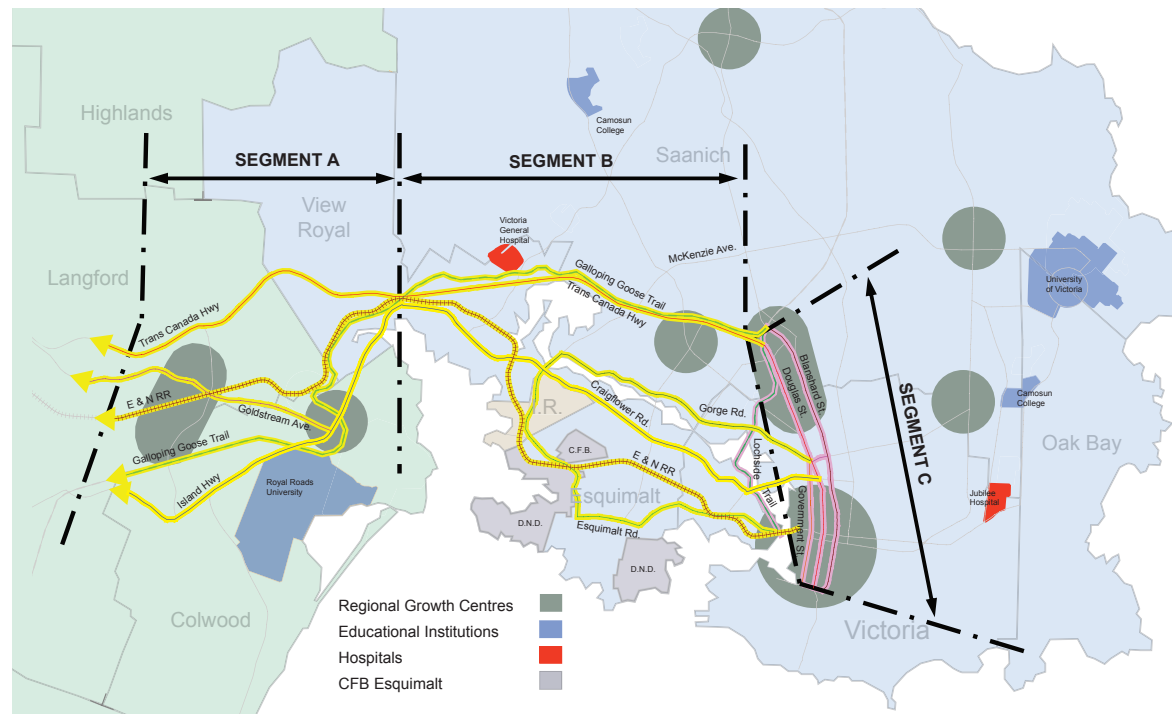 Camosun
College
Highlands
Saanich
SEGMENT A
SEGMENT B
View
Royal
Victoria
General
Hospital
McKenzie Ave.
Langford
Galloping Goose Trail
Trans Canada Hwy
University
of Victoria
Trans Canada Hwy
Blanshard St.
Douglas St.
SEGMENT C
E & N RR
Goldstream Ave.
I.R.
Craigflower Rd.
Gorge Rd.
Camosun
College
Galloping Goose Trail
C.F.B.
E & N RR
Lochside
Trail
Oak Bay
Island Hwy
Royal Roads
University
Esquimalt
Jubilee
Hospital
D.N.D.
Esquimalt Rd.
Government St.
D.N.D.
Colwood
Victoria
Regional Growth Centres
Educational Institutions
Hospitals
CFB Esquimalt